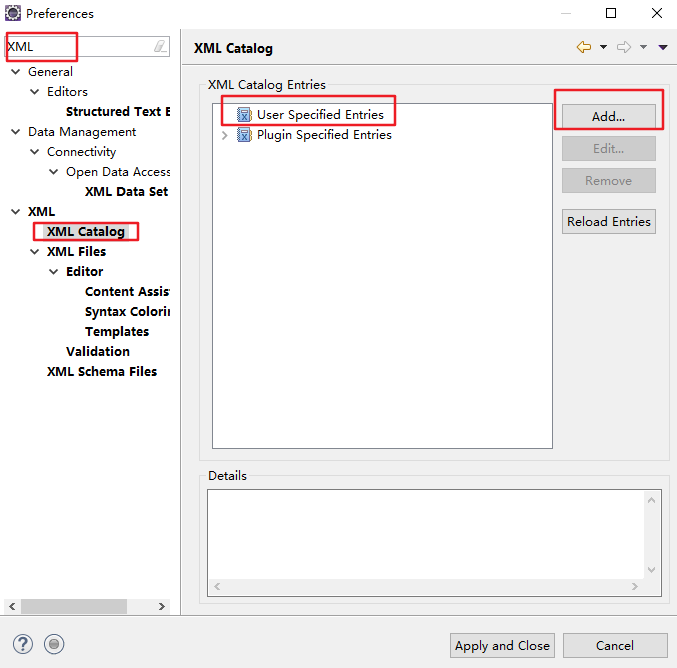 Preferences
XML
XML Catalog
General
Editors
Structured Text E
Data Management
Connectivity
Open Data Access
XML Data Set
XML
XML Catalog
XML Files
Editor
Content Assis
Syntax Colorin
Templates
Validation
XML Schema Files
XML Catalog Entries
User Specified Entries
Plugin Specified Entries
Add...
Edit...
Remove
Reload Entries
Details
Apply and Close
Cancel